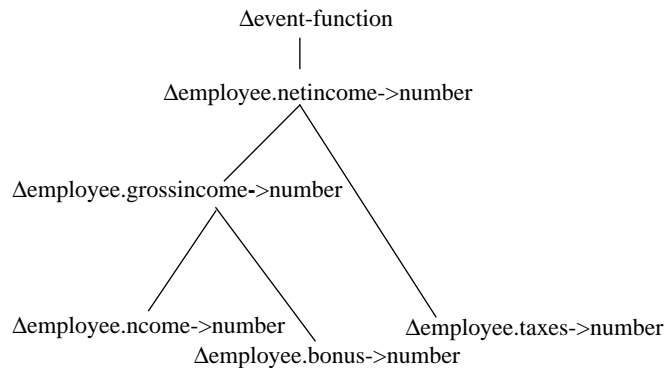 Δevent-function
Δemployee.netincome->number
Δemployee.grossincome->number
Δemployee.ncome->number
Δemployee.taxes->number
Δemployee.bonus->number